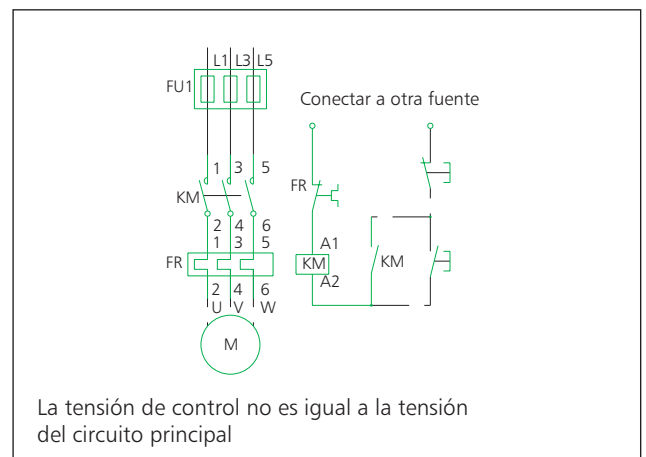 L1 L3 L5
FU1
Conectar a otra fuente
1 3 5
KM
FR
2 4 6
1 3 5
A1
FR
KM
KM
A2
2 4 6
U V W
M
La tensión de control no es igual a la tensión
del circuito principal